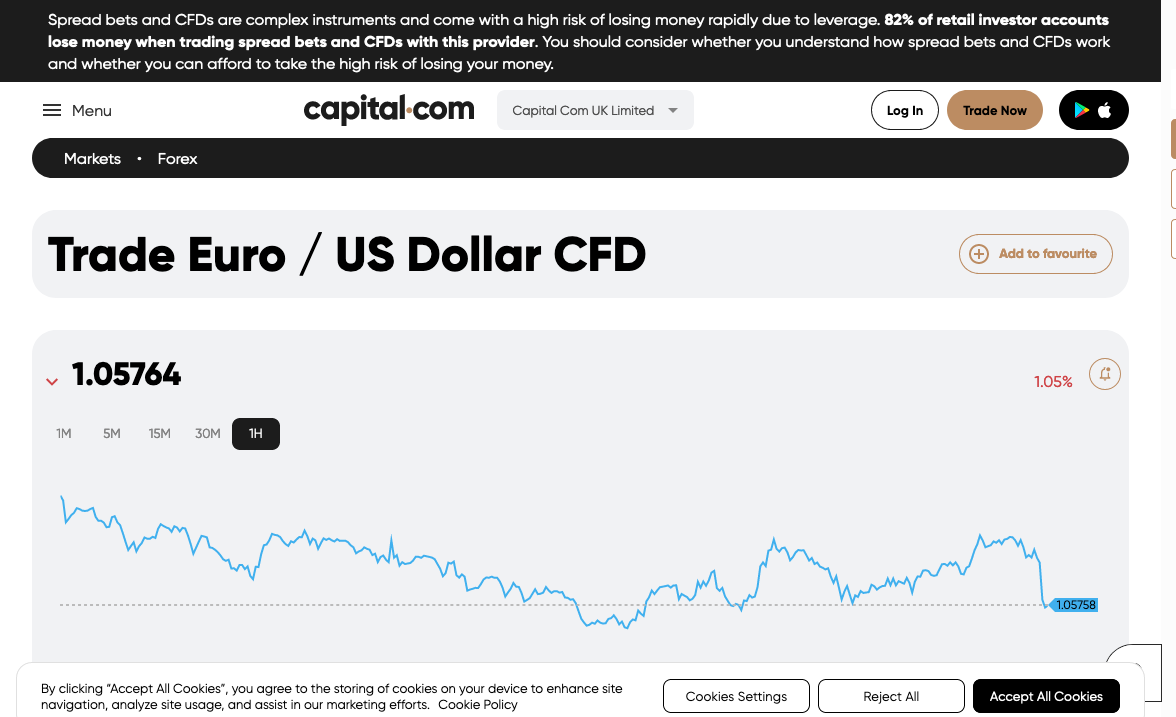 Spread bets and CFDs are complex instruments and come with a high risk of losing money rapidly due to leverage. 82% of retail investor accounts
lose money when trading spread bets and CFDs with this provider. You should consider whether you understand how spread bets and CFDs work
and whether you can afford to take the high risk of losing your money.
Menu
capital.com
Capital Com UK Limited
Log In
Trade Now
Markets • Forex
Trade Euro / US Dollar CFD
Add to favourite
1.05764
1.05%
1M 5M 15M 30M 1H
1.05758
By clicking “Accept All Cookies”, you agree to the storing of cookies on your device to enhance site
navigation, analyze site usage, and assist in our marketing efforts. Cookie Policy
Cookies Settings
Reject All
Accept All Cookies